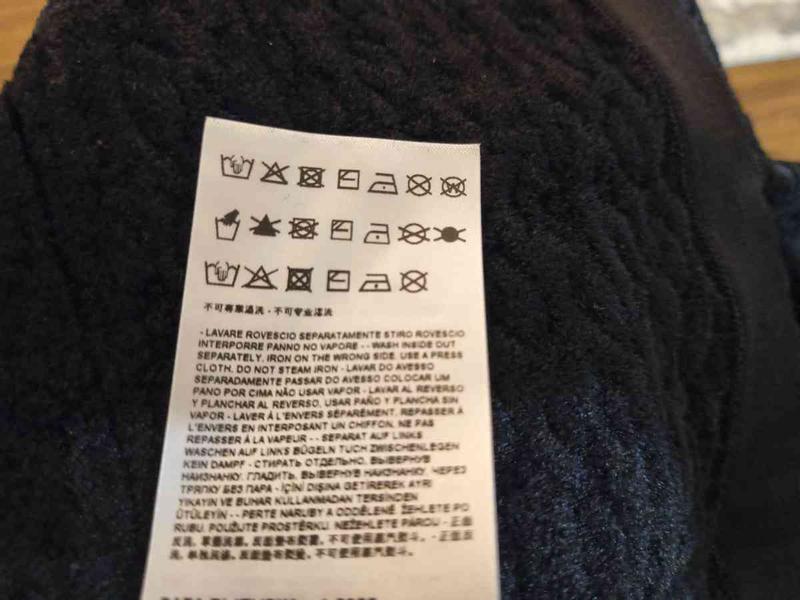 不可專業濕洗 · 不可专业湿洗
- LAVARE ROVESCIO SEPARATAMENTE STIRO ROVESCIO
INTERPORRE PANNO NO VAPORE - - WASH INSIDE OUT
SEPARATELY. IRON ON THE WRONG SIDE. USE A PRESS
CLOTH. DO NOT STEAM IRON - LAVAR DO AVESSO
SEPARADAMENTE PASSAR DO AVESSO COLOCAR UM
PANO POR CIMA NÃO USAR VAPOR - LAVAR AL REVERSO
Y PLANCHAR AL REVERSO. USAR PAÑO Y PLANCHA SIN
VAPOR - LAVER À L'ENVERS SÉPARÉMENT. REPASSER À
L'ENVERS EN INTERPOSANT UN CHIFFON. NE PAS
REPASSER À LA VAPEUR - - SEPARAT AUF LINKS
WASCHEN AUF LINKS BÜGELN TUCH ZWISCHENLEGEN
KEIN DAMPF - СТИРАТЬ ОТДЕЛЬНО, ВЫВЕРНУВ
НАИЗНАНКУ. ГЛАДИТЬ, ВЫВЕРНУВ НАИЗНАНКУ, ЧЕРЕЗ
ТРЯПКУ БЕЗ ПАРА - İÇİNİ DIŞINA GETİREREK AYRI
YIKAYIN VE BUHAR KULLANMADAN TERSİNDEN
ÜTÜLEYİN - - PERTE NARUBY A ODDĚLENĚ. ŽEHLETE PO
RUBU. POUŽIJTE PROSTĚRKU. NEŽEHLETE PÁROU - 正面
反洗